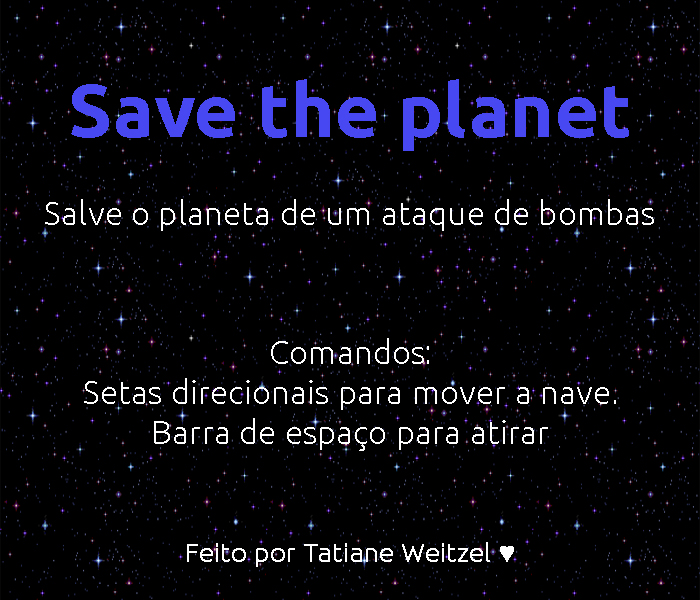 Save the planet
Salve o planeta de um ataque de bombas
Comandos:
Setas direcionais para mover a nave.
Barra de espaço para atirar
Feito por Tatiane Weitzel ♥